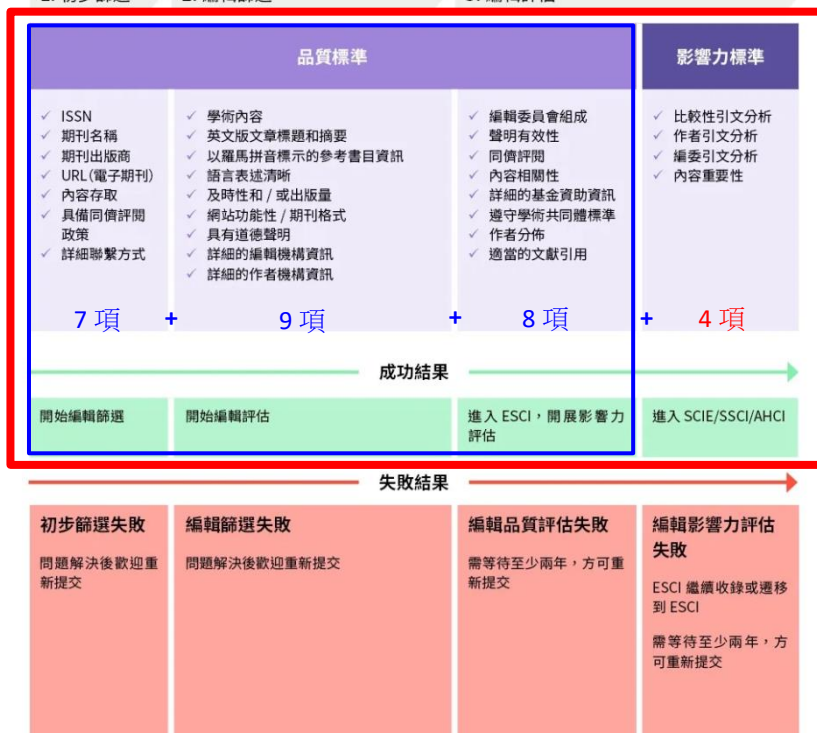 品質標準
影響力標準
✓ ISSN
✓ 期刊名稱
✓ 期刊出版商
✓ URL(電子期刊)
✓ 內容存取
✓ 具備同儕評閱
政策
✓ 詳細聯繫方式
✓ 學術內容
✓ 英文版文章標題和摘要
✓ 以羅馬拼音標示的參考書目資訊
✓ 語言表述清晰
✓ 及時性和 / 或出版量
✓ 網站功能性 / 期刊格式
✓ 具有道德聲明
✓ 詳細的編輯機構資訊
✓ 詳細的作者機構資訊
✓ 編輯委員會組成
✓ 聲明有效性
✓ 同儕評閱
✓ 內容相關性
✓ 詳細的基金資助資訊
✓ 遵守學術共同體標準
✓ 作者分佈
✓ 適當的文獻引用
✓ 比較性引文分析
✓ 作者引文分析
✓ 編委引文分析
✓ 內容重要性
7 項 + 9 項 + 8 項 + 4 項
成功結果
開始編輯篩選
開始編輯評估
進入 ESCI，開展影響力
評估
進入 SCIE/SSCI/AHCI
失敗結果
初步篩選失敗
問題解決後歡迎重
新提交
編輯篩選失敗
問題解決後歡迎重新提交
編輯品質評估失敗
需等待至少兩年，方可重
新提交
編輯影響力評估
失敗
ESCI 繼續收錄或遷移
到 ESCI
需等待至少兩年，方
可重新提交